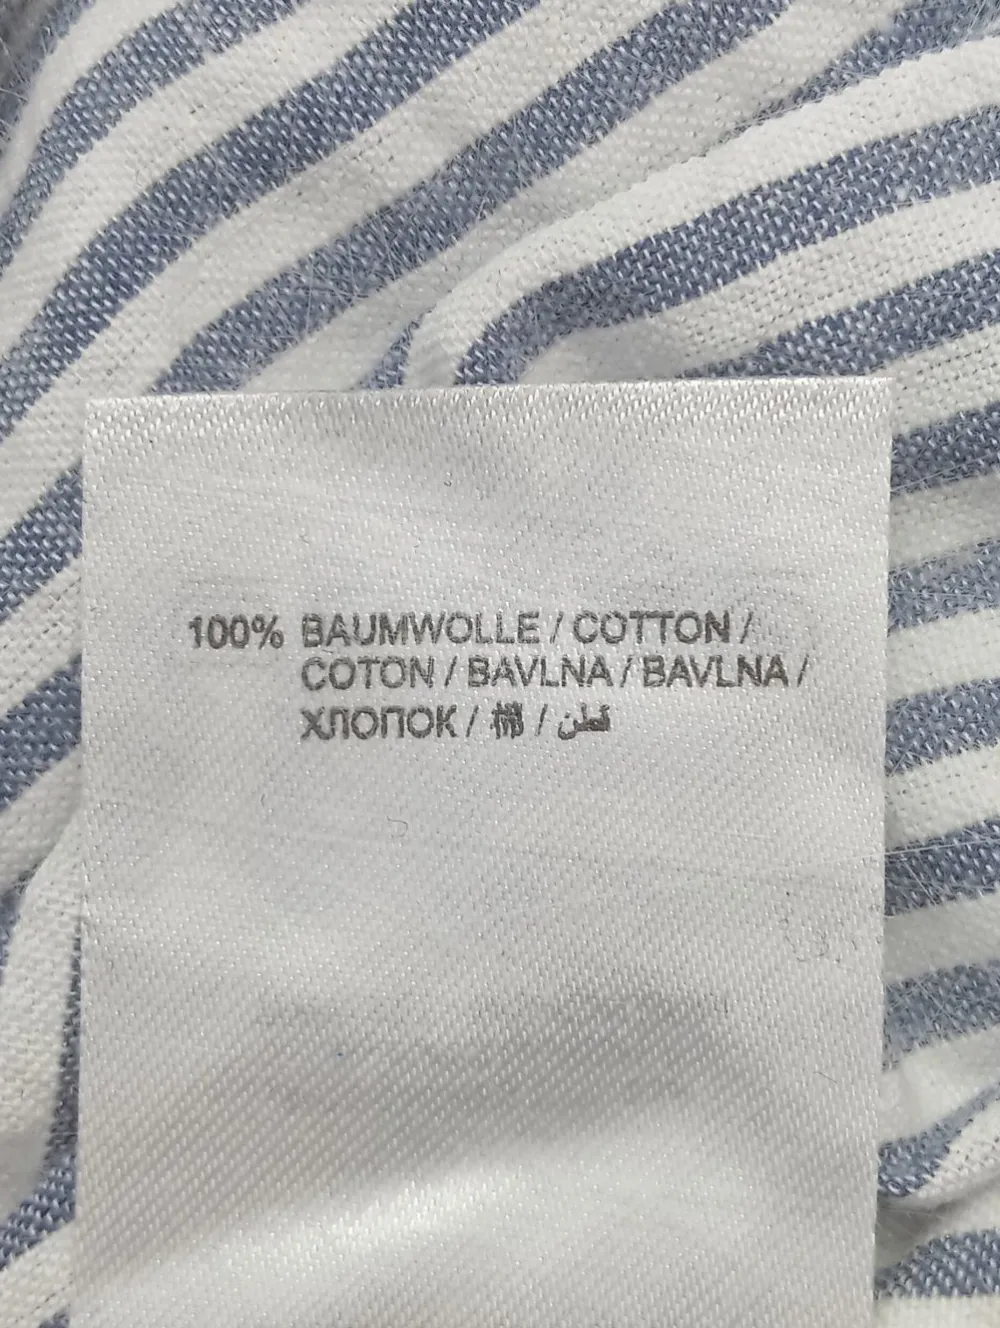 100% BAUMWOLLE / COTTON /
COTON / BAVLNA / BAVLNA /
ХЛОПОК / 棉 / قطن